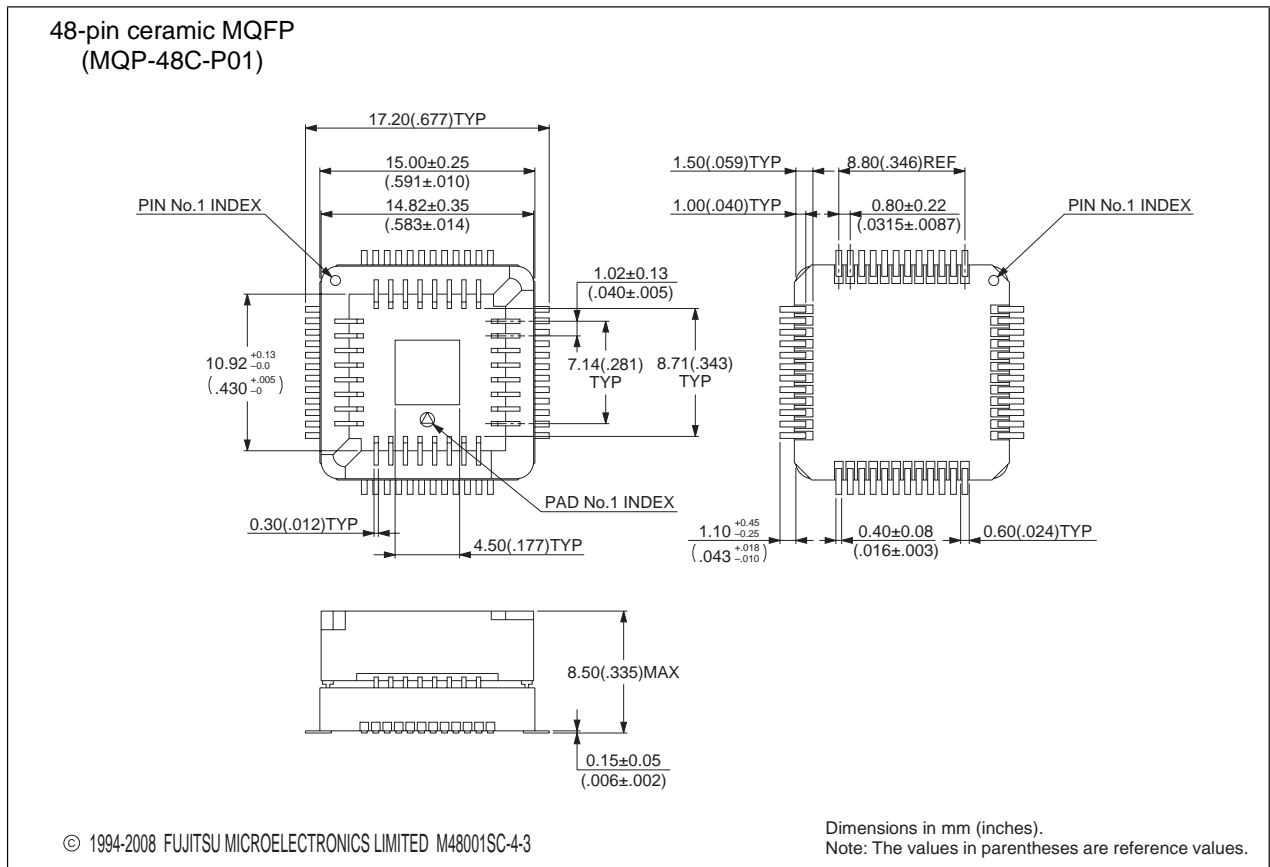 48-pin ceramic MQFP
(MQP-48C-P01)
17.20(.677)TYP
15.00±0.25
(.591±.010)
14.82±0.35
(.583±.014)
PIN No.1 INDEX
1.02±0.13
(.040±.005)
10.92 +0.13 –0.0
(.430 +.005 –0)
7.14(.281)
TYP
8.71(.343)
TYP
PAD No.1 INDEX
0.30(.012)TYP
4.50(.177)TYP
1.50(.059)TYP
8.80(.346)REF
1.00(.040)TYP
0.80±0.22
(.0315±.0087)
PIN No.1 INDEX
1.10 +0.45 –0.25
(.043 +.018 –.010)
0.40±0.08
(.016±.003)
0.60(.024)TYP
8.50(.335)MAX
0.15±0.05
(.006±.002)
© 1994-2008 FUJITSU MICROELECTRONICS LIMITED M48001SC-4-3
Dimensions in mm (inches).
Note: The values in parentheses are reference values.